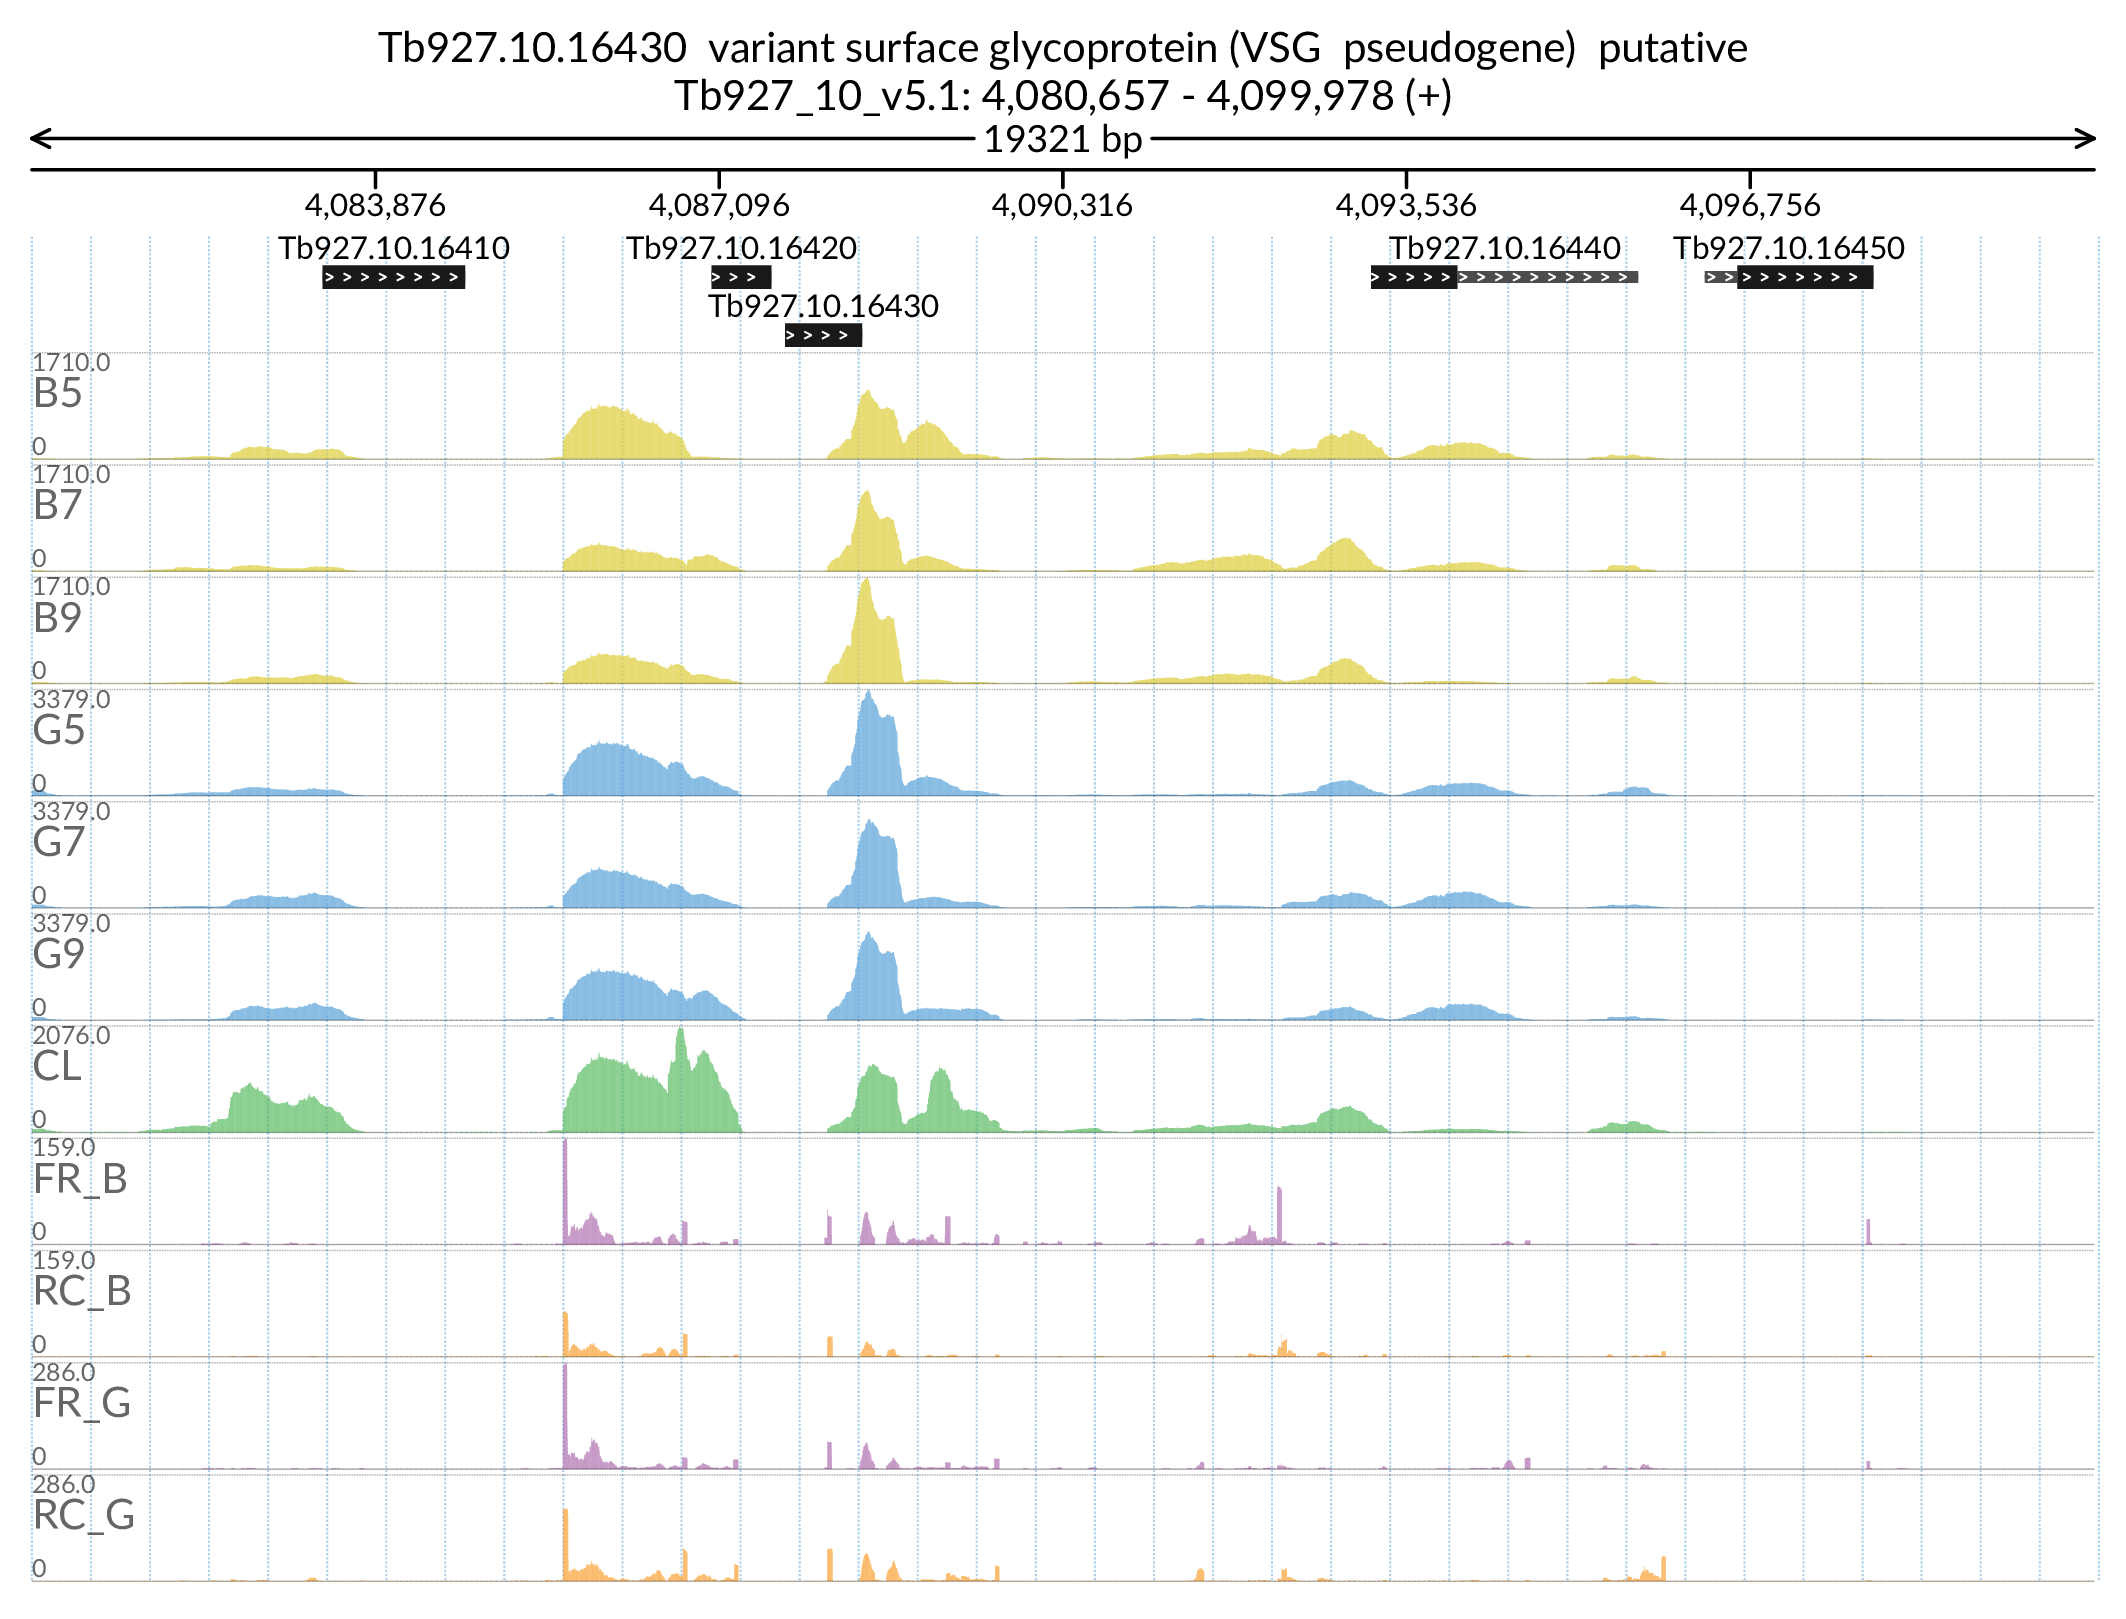 Tb927.10.16430 variant surface glycoprotein (VSG pseudogene) putative
Tb927_10_v5.1: 4,080,657 - 4,099,978 (+)
19321 bp
4,083,876 4,087,096 4,090,316 4,093,536 4,096,756
Tb927.10.16410 Tb927.10.16420 Tb927.10.16440 Tb927.10.16450
Tb927.10.16430
1710.0
B5
0
1710.0
B7
0
1710.0
B9
0
3379.0
G5
0
3379.0
G7
0
3379.0
G9
0
2076.0
CL
0
159.0
FR_B
0
159.0
RC_B
0
286.0
FR_G
0
286.0
RC_G
0